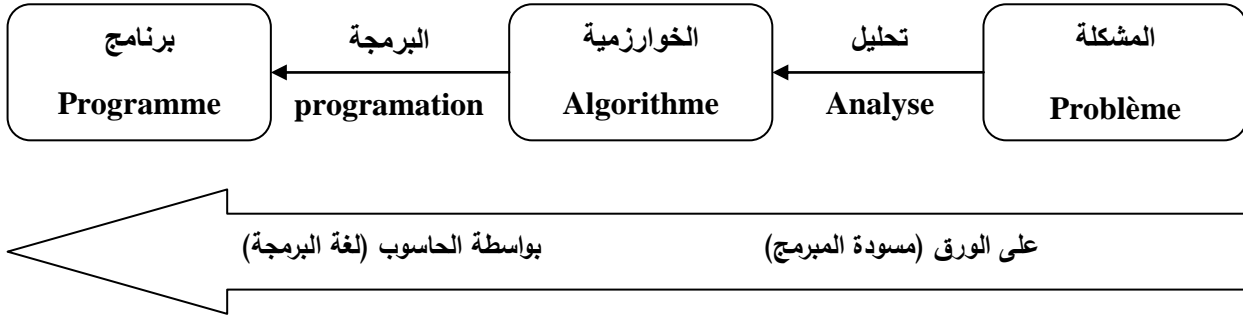 المشكلة
Problème
تحليل
Analyse
الخوارزمية
Algorithme
البرمجة
programation
برنامج
Programme
على الورق (مسودة المبرمج)
بواسطة الحاسوب (لغة البرمجة)